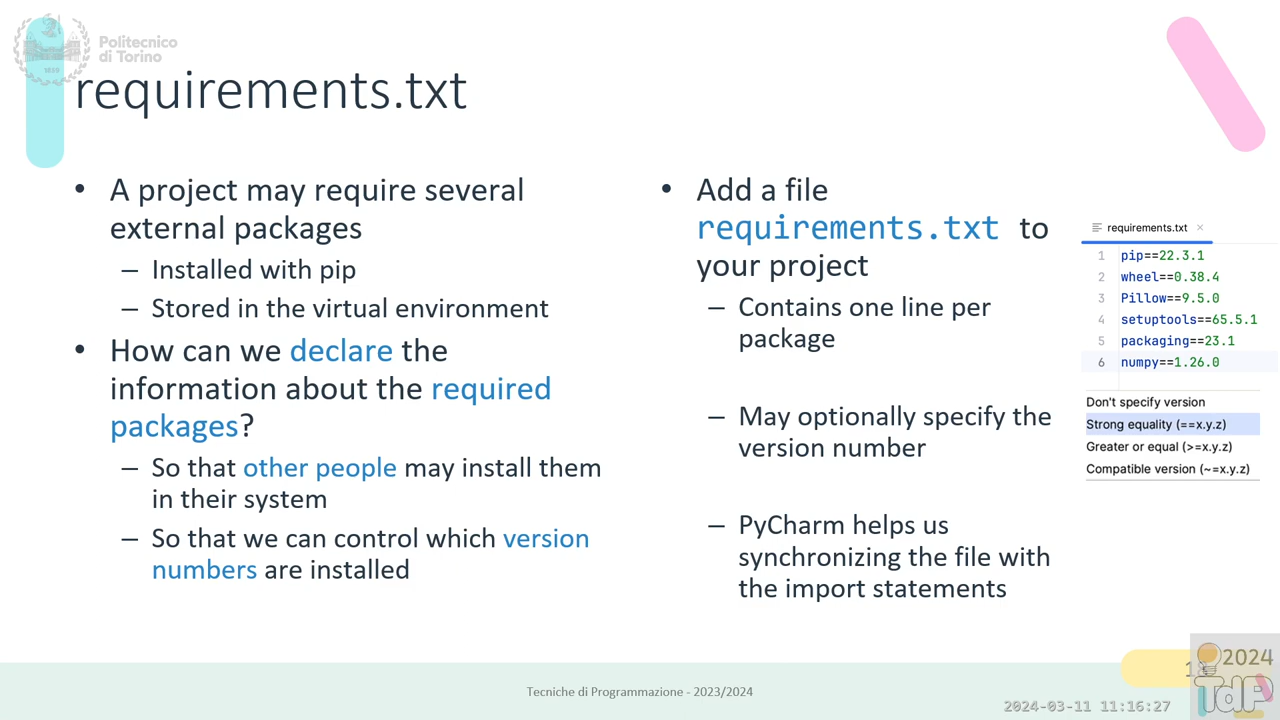 Politecnico
di Torino
requirements.txt
• A project may require several
external packages
– Installed with pip
– Stored in the virtual environment
• How can we declare the
information about the required
packages?
– So that other people may install them
in their system
– So that we can control which version
numbers are installed
• Add a file
requirements.txt to
your project
– Contains one line per
package
– May optionally specify the
version number
– PyCharm helps us
synchronizing the file with
the import statements
requirements.txt ×
1 pip==22.3.1
2 wheel==0.38.4
3 Pillow==9.5.0
4 setuptools==65.5.1
5 packaging==23.1
6 numpy==1.26.0
Don't specify version
Strong equality (==x.y.z)
Greater or equal (>=x.y.z)
Compatible version (~=x.y.z)
Tecniche di Programmazione - 2023/2024
2024
TdP
2024-03-11 11:16:27